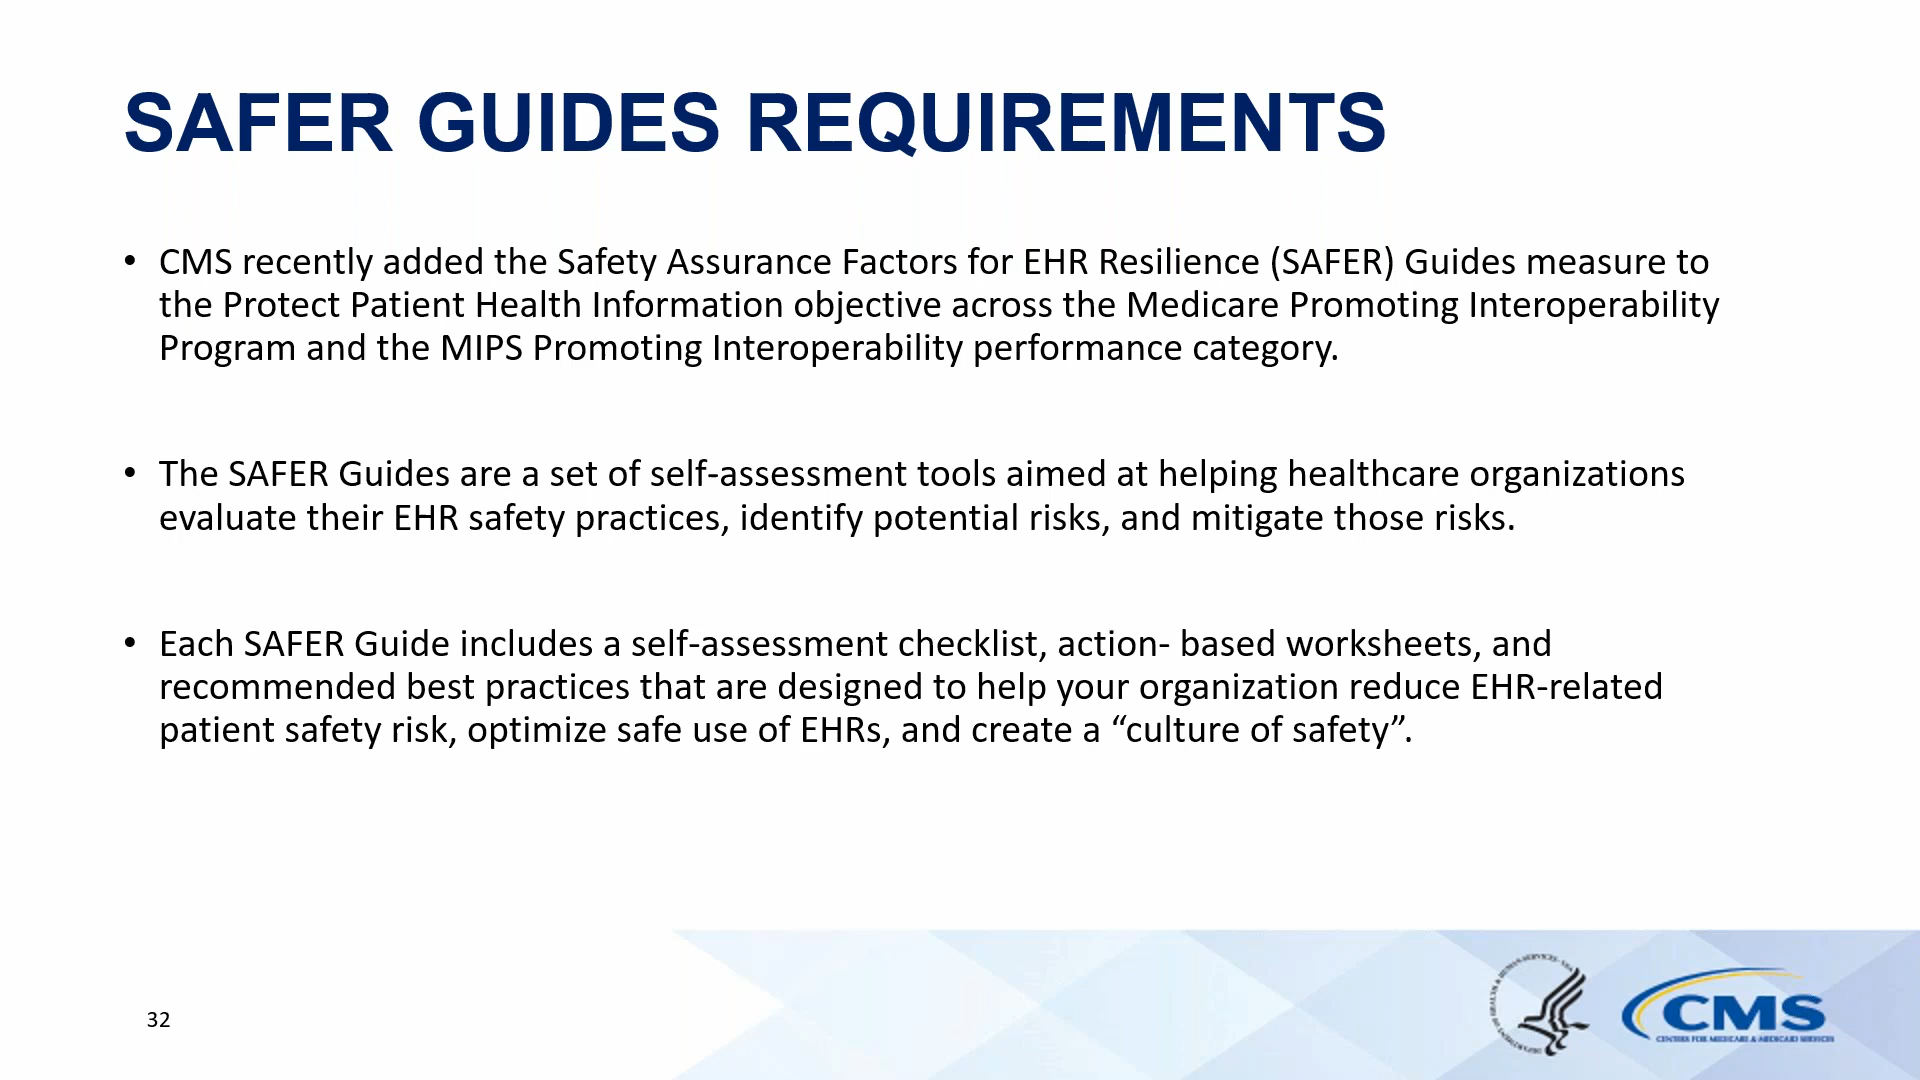 SAFER GUIDES REQUIREMENTS
• CMS recently added the Safety Assurance Factors for EHR Resilience (SAFER) Guides measure to
the Protect Patient Health Information objective across the Medicare Promoting Interoperability
Program and the MIPS Promoting Interoperability performance category.
• The SAFER Guides are a set of self-assessment tools aimed at helping healthcare organizations
evaluate their EHR safety practices, identify potential risks, and mitigate those risks.
• Each SAFER Guide includes a self-assessment checklist, action- based worksheets, and
recommended best practices that are designed to help your organization reduce EHR-related
patient safety risk, optimize safe use of EHRs, and create a “culture of safety”.
32
CMS
CENTERS FOR MEDICARE & MEDICAID SERVICES